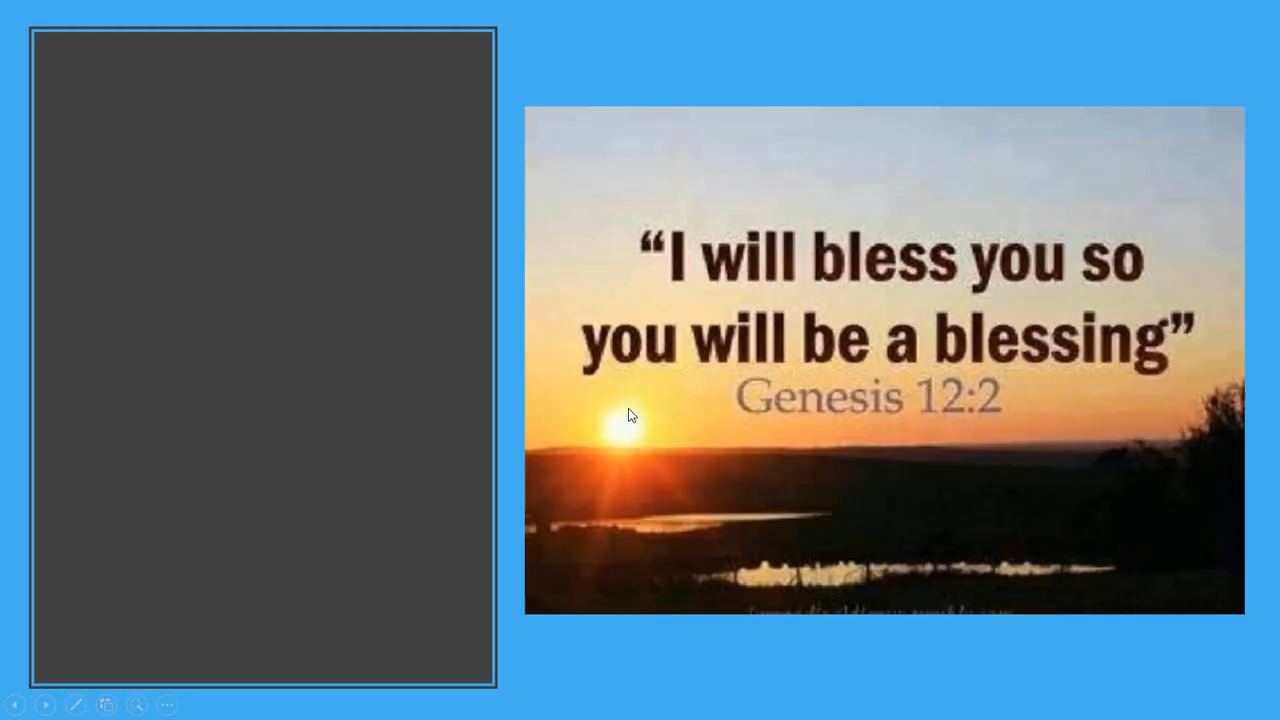 “I will bless you so
you will be a blessing”
Genesis 12:2